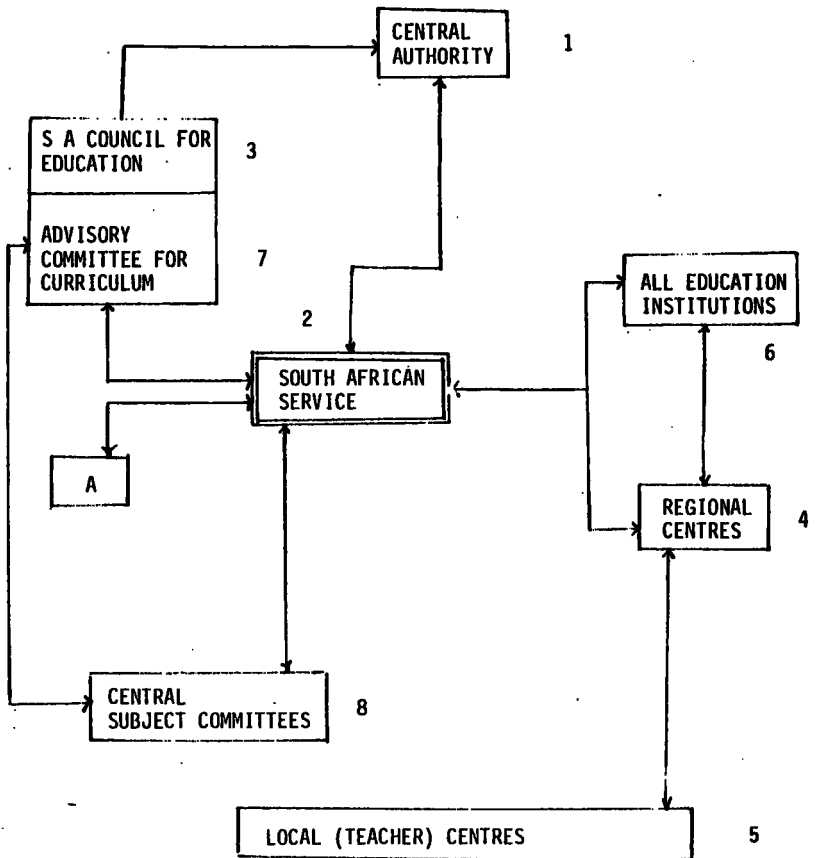 CENTRAL
AUTHORITY
1
S A COUNCIL FOR
EDUCATION
3
ADVISORY
COMMITTEE FOR
CURRICULUM
7
ALL EDUCATION
INSTITUTIONS
6
2
SOUTH AFRICAN
SERVICE
A
REGIONAL
CENTRES
4
CENTRAL
SUBJECT COMMITTEES
8
LOCAL (TEACHER) CENTRES
5